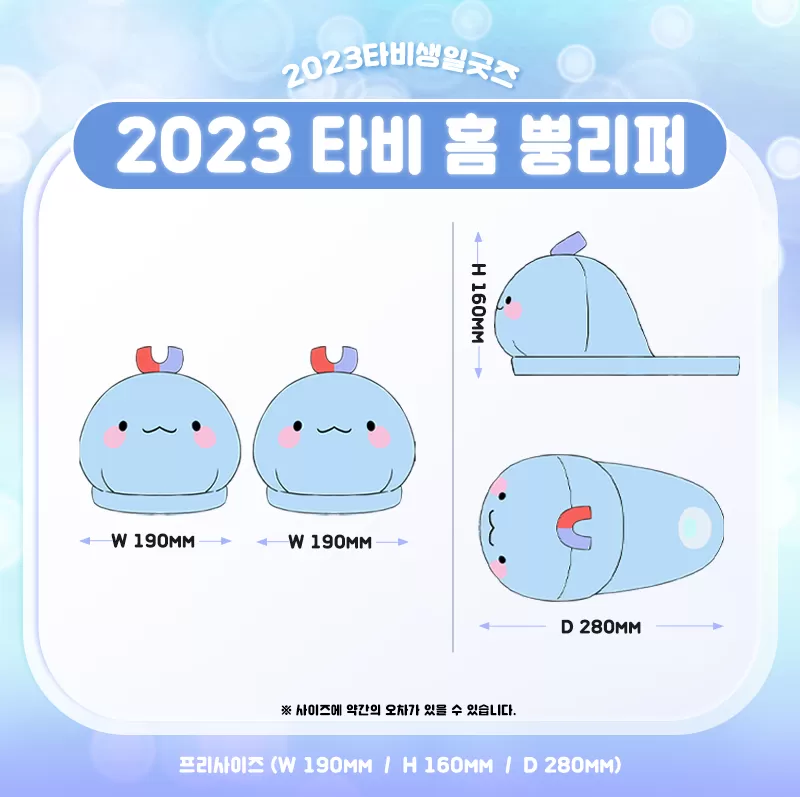 2023타비생일굿즈
2023 타비 홈 뿡리퍼
H 160MM
W 190MM
W 190MM
D 280MM
※ 사이즈에 약간의 오차가 있을 수 있습니다.
프리사이즈 (W 190MM / H 160MM / D 280MM)